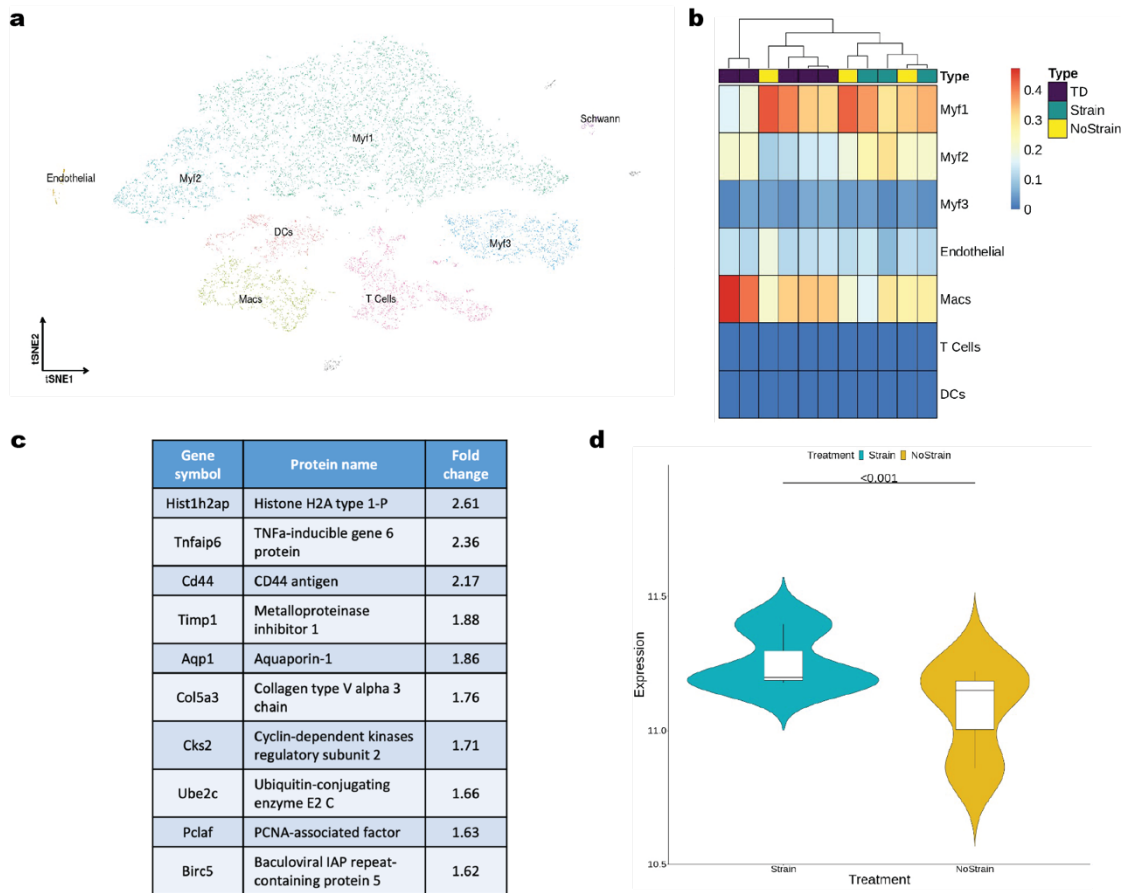 a
Myf1
Schwann
Endothelial
Myf2
DCs
Myf3
Macs
T Cells
tSNE2
tSNE1
b
Type
Myf1
Myf2
Myf3
Endothelial
Macs
T Cells
DCs
0.4
0.3
0.2
0.1
0
Type
TD
Strain
NoStrain
c
Gene symbol Protein name Fold change
Hist1h2ap Histone H2A type 1-P 2.61
Tnfaip6 TNFa-inducible gene 6 protein 2.36
Cd44 CD44 antigen 2.17
Timp1 Metalloproteinase inhibitor 1 1.88
Aqp1 Aquaporin-1 1.86
Col5a3 Collagen type V alpha 3 chain 1.76
Cks2 Cyclin-dependent kinases regulatory subunit 2 1.71
Ube2c Ubiquitin-conjugating enzyme E2 C 1.66
Pclaf PCNA-associated factor 1.63
Birc5 Baculoviral IAP repeat-containing protein 5 1.62
d
Treatment Strain NoStrain
<0.001
11.5
11.0
10.5
Expression
Strain NoStrain
Treatment